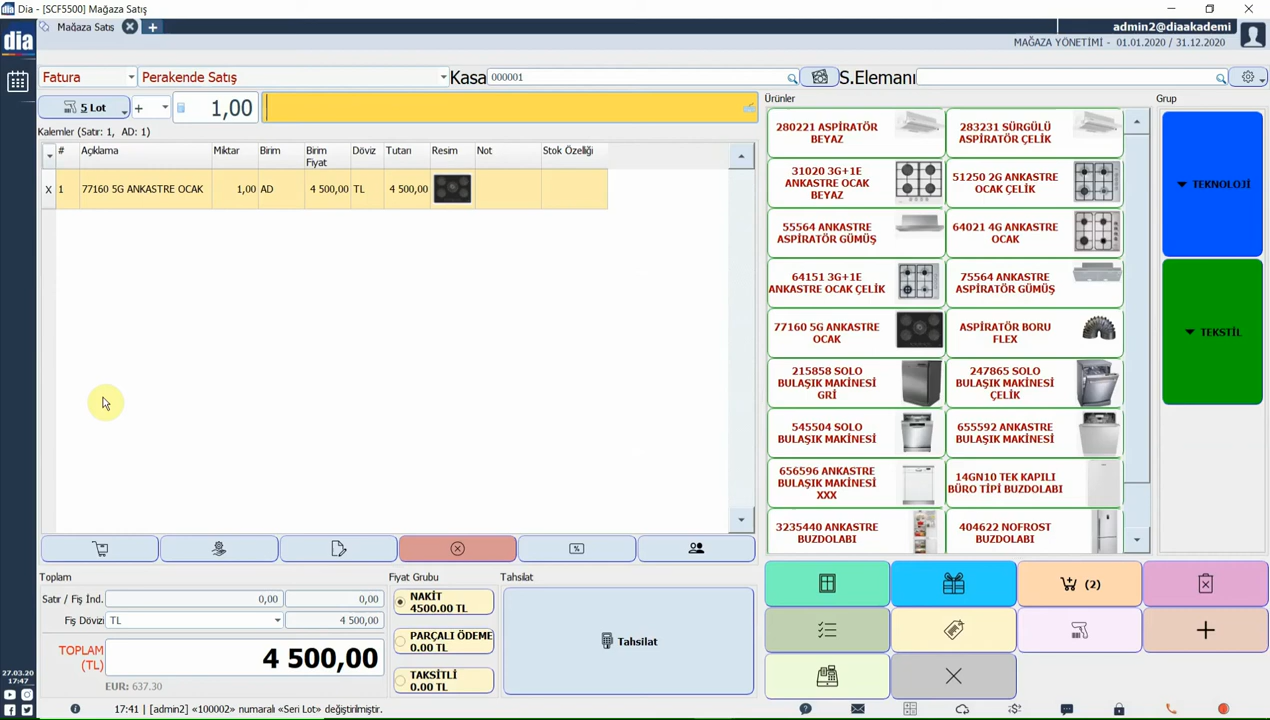 Dia - [SCF5500] Mağaza Satış
dia
Mağaza Satış
admin2@diaakademi
MAĞAZA YÖNETİMİ - 01.01.2020 / 31.12.2020
Fatura
Perakende Satış
Kasa
000001
S.Elemanı
5 Lot
+
1,00
Ürünler
Grup
Kalemler (Satır: 1, AD: 1)
# Açıklama Miktar Birim Birim Fiyat Döviz Tutarı Resim Not Stok Özelliği
X 1 77160 5G ANKASTRE OCAK 1,00 AD 4 500,00 TL 4 500,00
280221 ASPİRATÖR
BEYAZ
283231 SÜRGÜLÜ
ASPİRATÖR ÇELİK
31020 3G+1E
ANKASTRE OCAK
BEYAZ
51250 2G ANKASTRE
OCAK ÇELİK
55564 ANKASTRE
ASPİRATÖR GÜMÜŞ
64021 4G ANKASTRE
OCAK
64151 3G+1E
ANKASTRE OCAK ÇELİK
75564 ANKASTRE
ASPİRATÖR GÜMÜŞ
77160 5G ANKASTRE
OCAK
ASPİRATÖR BORU
FLEX
215858 SOLO
BULAŞIK MAKİNESİ
GRİ
247865 SOLO
BULAŞIK MAKİNESİ
ÇELİK
545504 SOLO
BULAŞIK MAKİNESİ
655592 ANKASTRE
BULAŞIK MAKİNESİ
656596 ANKASTRE
BULAŞIK MAKİNESİ
XXX
14GN10 TEK KAPILI
BÜRO TİPİ BUZDOLABI
3235440 ANKASTRE
BUZDOLABI
404622 NOFROST
BUZDOLABI
TEKNOLOJİ
TEKSTİL
Toplam
Satır / Fiş İnd. 0,00 0,00
Fiş Dövizi TL 4 500,00
TOPLAM
(TL)
4 500,00
EUR: 637.30
Fiyat Grubu
NAKİT
4500.00 TL
PARÇALI ÖDEME
0.00 TL
TAKSİTLİ
0.00 TL
Tahsilat
Tahsilat
(2)
27.03.20
17:47
17:41 | [admin2] «100002» numaralı «Seri Lot» değiştirilmiştir.